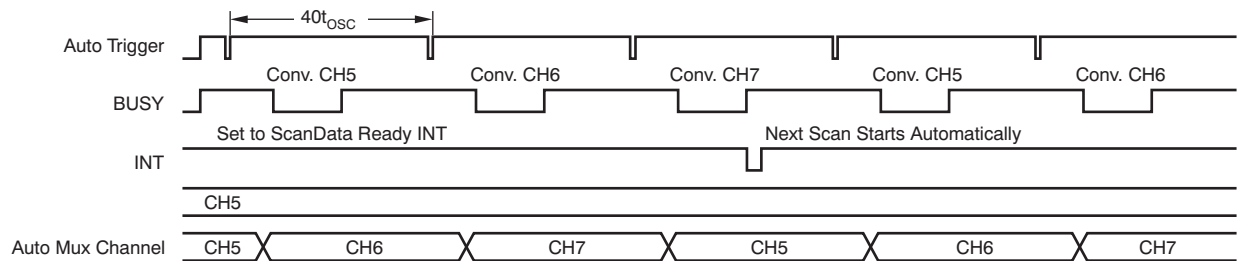 40tOSC
Auto Trigger
Conv. CH5 Conv. CH6 Conv. CH7 Conv. CH5 Conv. CH6
BUSY
Set to ScanData Ready INT Next Scan Starts Automatically
INT
CH5
Auto Mux Channel CH5 CH6 CH7 CH5 CH6 CH7